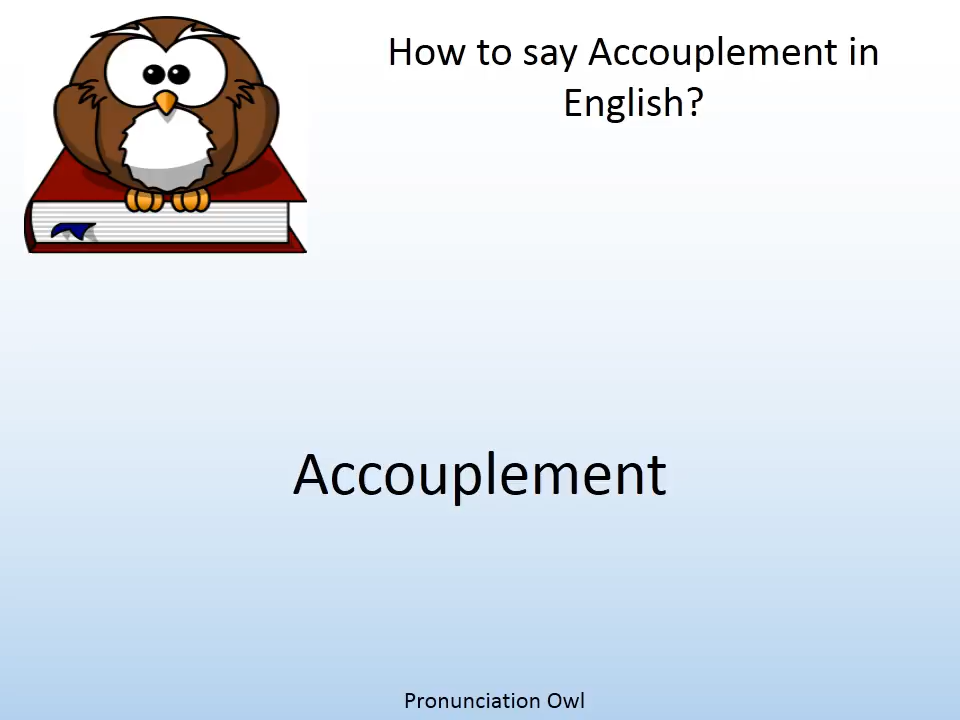 How to say Accouplement in
English?
Accouplement
Pronunciation Owl